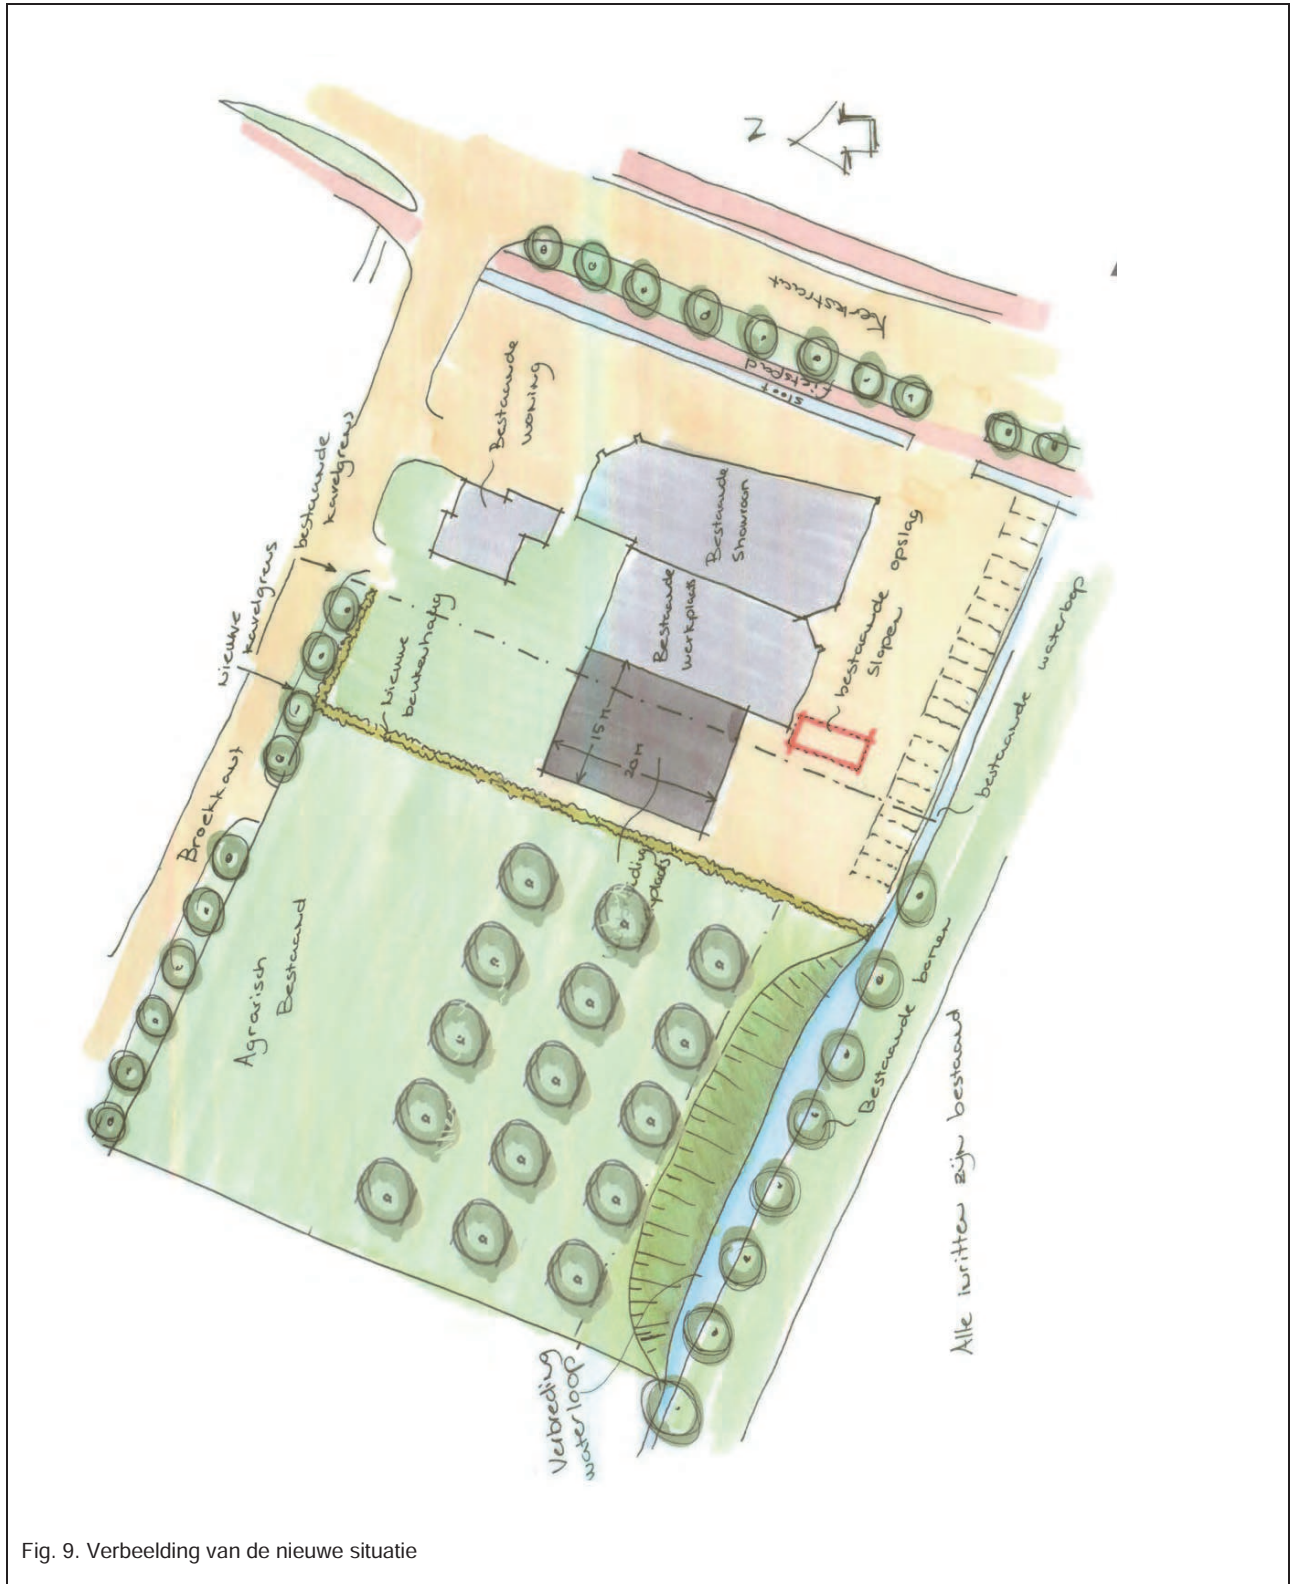 N
Kerkstraat
fietspad
sloot
Bestaande
woning
bestaande
kavelgrens
nieuwe
kavelgrens
Bestaande
Showroom
Bestaande
werkplaats
bestaande opslag
slopen
Nieuwe
beukenhaag
15 M
20 M
bestaande waterloop
Broekkant
Agrarisch
Bestaand
Bestaande bomen
Alle inritten zijn bestaand
Verbreding
waterloop
Fig. 9. Verbeelding van de nieuwe situatie